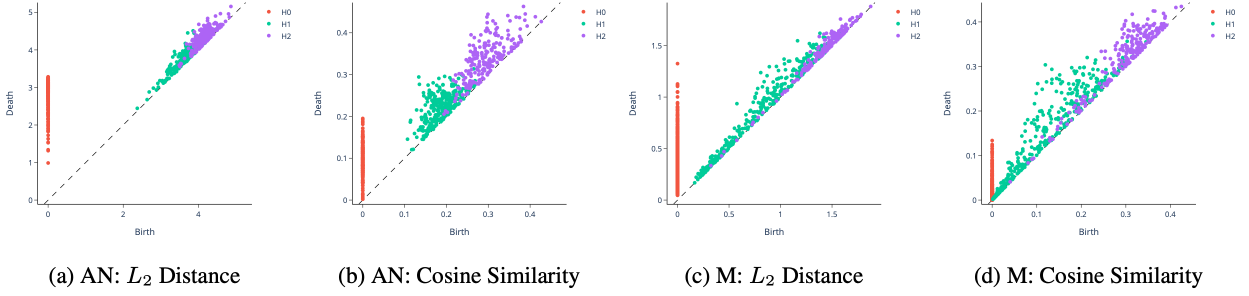 5
4
3
2
1
0
Death
0
2
4
Birth
H0
H1
H2
0.4
0.3
0.2
0.1
0
Death
0
0.1
0.2
0.3
0.4
Birth
H0
H1
H2
1.5
1
0.5
0
Death
0
0.5
1
1.5
Birth
H0
H1
H2
0.4
0.3
0.2
0.1
0
Death
0
0.1
0.2
0.3
0.4
Birth
H0
H1
H2
(a) AN: L₂ Distance
(b) AN: Cosine Similarity
(c) M: L₂ Distance
(d) M: Cosine Similarity